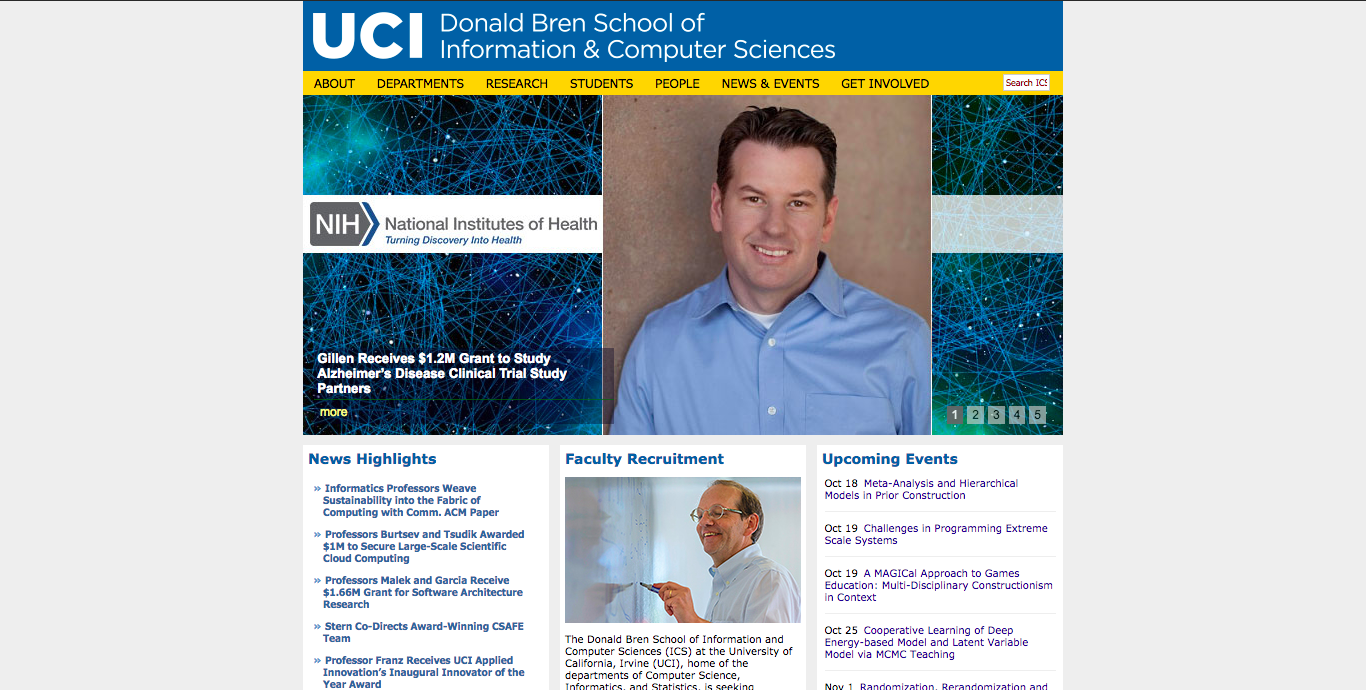 UCI
Donald Bren School of
Information & Computer Sciences
ABOUT DEPARTMENTS RESEARCH STUDENTS PEOPLE NEWS & EVENTS GET INVOLVED Search ICS
NIH National Institutes of Health
Turning Discovery Into Health
Gillen Receives $1.2M Grant to Study
Alzheimer's Disease Clinical Trial Study
Partners
more
1 2 3 4 5
News Highlights
» Informatics Professors Weave
Sustainability into the Fabric of
Computing with Comm. ACM Paper
» Professors Burtsev and Tsudik Awarded
$1M to Secure Large-Scale Scientific
Cloud Computing
» Professors Malek and Garcia Receive
$1.66M Grant for Software Architecture
Research
» Stern Co-Directs Award-Winning CSAFE
Team
» Professor Franz Receives UCI Applied
Innovation's Inaugural Innovator of the
Year Award
Faculty Recruitment
The Donald Bren School of Information and
Computer Sciences (ICS) at the University of
California, Irvine (UCI), home of the
departments of Computer Science,
Informatics, and Statistics, is seeking
Upcoming Events
Oct 18 Meta-Analysis and Hierarchical
Models in Prior Construction
Oct 19 Challenges in Programming Extreme
Scale Systems
Oct 19 A MAGICal Approach to Games
Education: Multi-Disciplinary Constructionism
in Context
Oct 25 Cooperative Learning of Deep
Energy-based Model and Latent Variable
Model via MCMC Teaching
Nov 1 Randomization, Rerandomization and